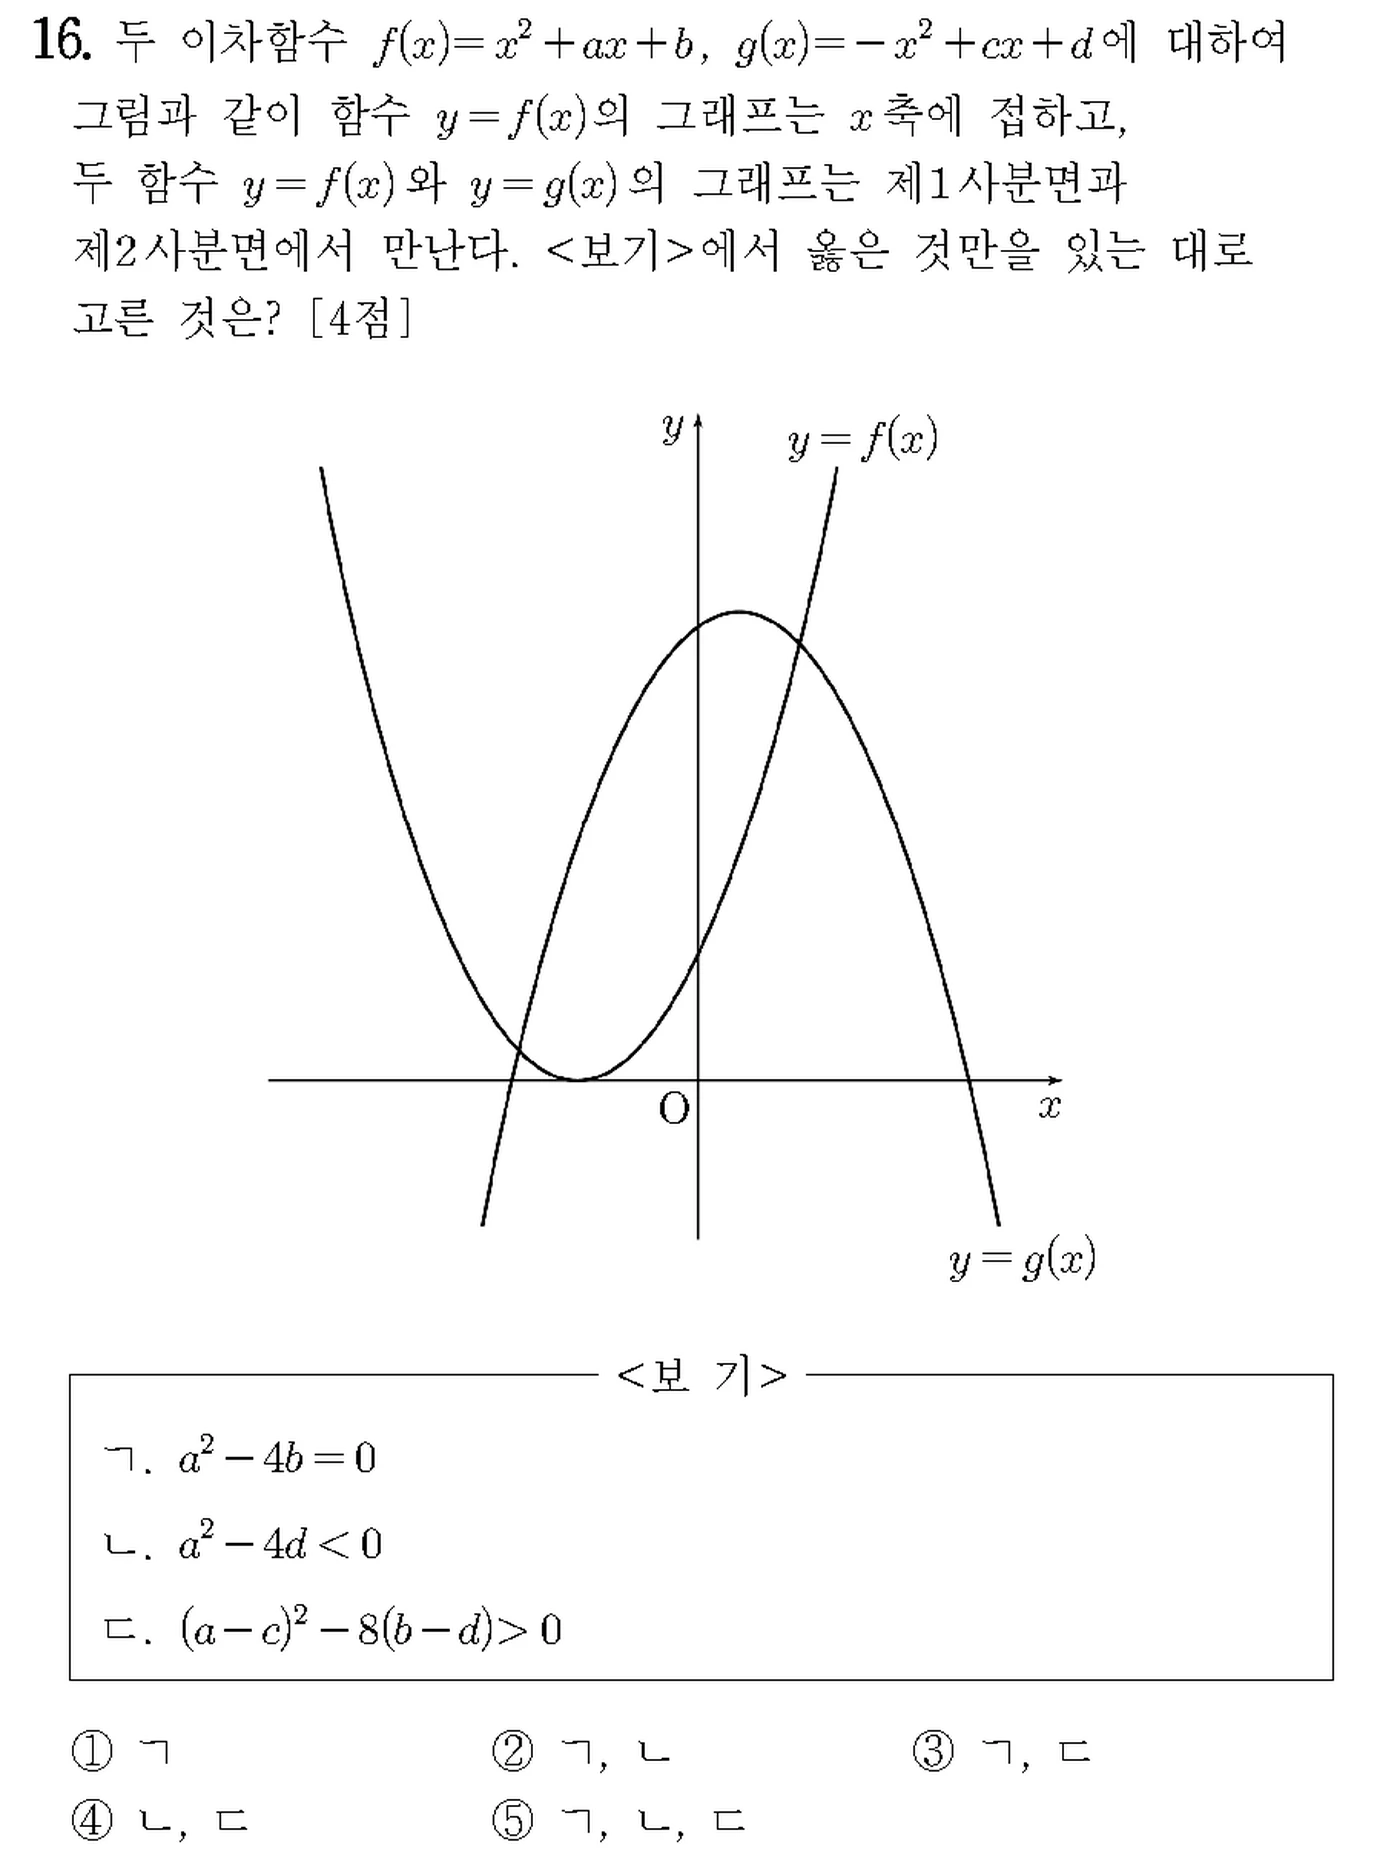 16. 두 이차함수 f(x)=x²+ax+b, g(x)=−x²+cx+d에 대하여
그림과 같이 함수 y=f(x)의 그래프는 x축에 접하고,
두 함수 y=f(x)와 y=g(x)의 그래프는 제1사분면과
제2사분면에서 만난다. <보기>에서 옳은 것만을 있는 대로
고른 것은? [4점]
y
y=f(x)
O
x
y=g(x)
<보 기>
ㄱ. a²−4b=0
ㄴ. a²−4d<0
ㄷ. (a−c)²−8(b−d)>0
① ㄱ ② ㄱ, ㄴ ③ ㄱ, ㄷ
④ ㄴ, ㄷ ⑤ ㄱ, ㄴ, ㄷ